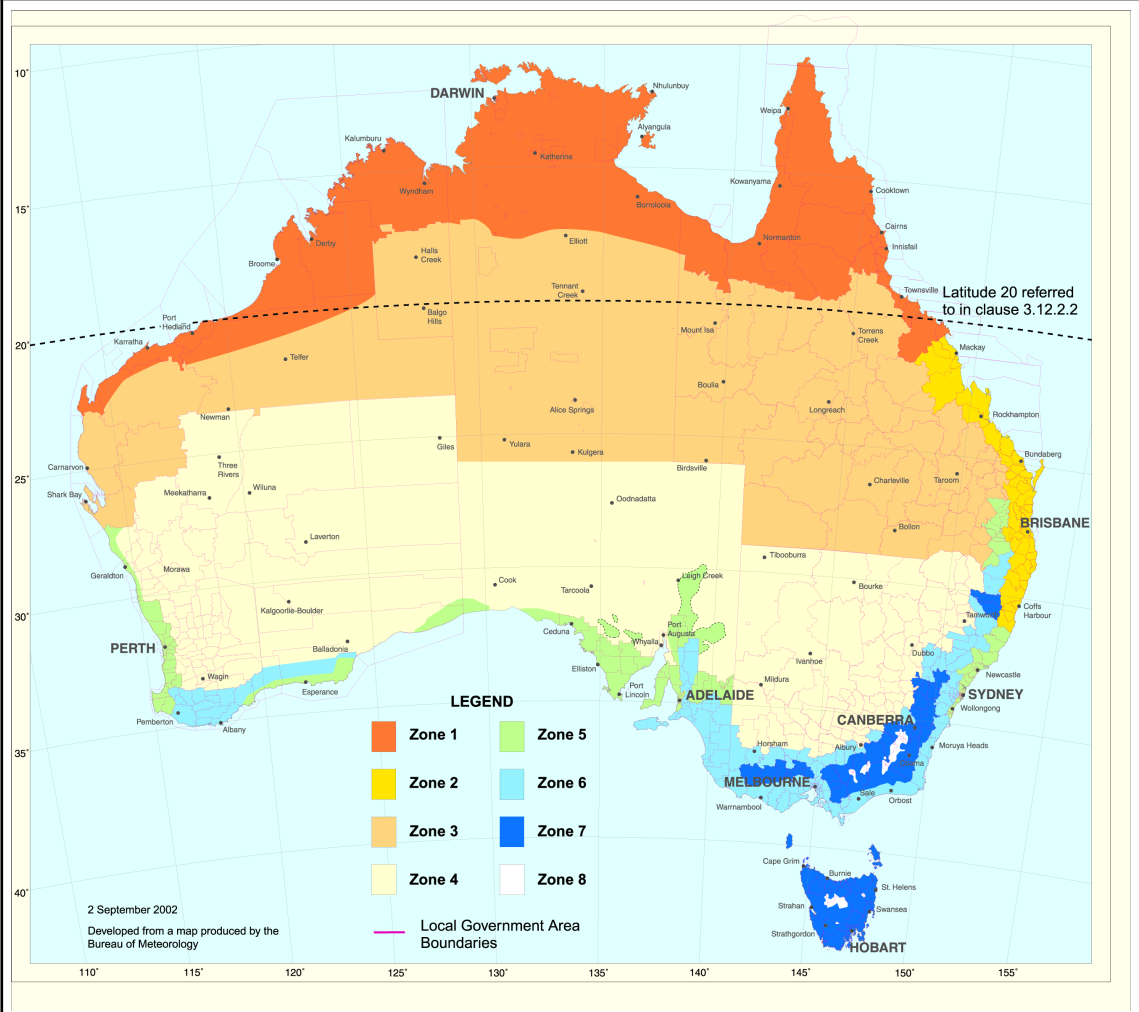 10°
15°
20°
25°
30°
35°
40°
DARWIN
Nhulunbuy
Alyangula
Weipa
Kalumburu
Katherine
Wyndham
Kowanyama
Cooktown
Borroloola
Cairns
Innisfail
Normanton
Derby
Elliott
Broome
Halls
Creek
Tennant
Creek
Townsville
Latitude 20 referred
to in clause 3.12.2.2
Port
Hedland
Balgo
Hills
Karratha
Mount Isa
Torrens
Creek
Mackay
Telfer
Boulia
Newman
Alice Springs
Longreach
Rockhampton
Giles
Yulara
Kulgera
Carnarvon
Three
Rivers
Birdsville
Bundaberg
Shark Bay
Meekatharra
Wiluna
Charleville
Taroom
Oodnadatta
BRISBANE
Bollon
Laverton
Tibooburra
Geraldton
Morawa
Cook
Tarcoola
Leigh Creek
Bourke
Kalgoorlie-Boulder
Coffs
Harbour
Tamworth
Ceduna
Port
Augusta
Whyalla
PERTH
Balladonia
Dubbo
Ivanhoe
Elliston
Newcastle
Wagin
Esperance
Port
Lincoln
ADELAIDE
Mildura
SYDNEY
Wollongong
Pemberton
Albany
CANBERRA
Horsham
Albury
Moruya Heads
Cooma
MELBOURNE
Sale
Orbost
Warrnambool
Cape Grim
Burnie
St. Helens
Strahan
Swansea
Strathgordon
HOBART
LEGEND
Zone 1
Zone 5
Zone 2
Zone 6
Zone 3
Zone 7
Zone 4
Zone 8
Local Government Area
Boundaries
2 September 2002
Developed from a map produced by the
Bureau of Meteorology
110°
115°
120°
125°
130°
135°
140°
145°
150°
155°